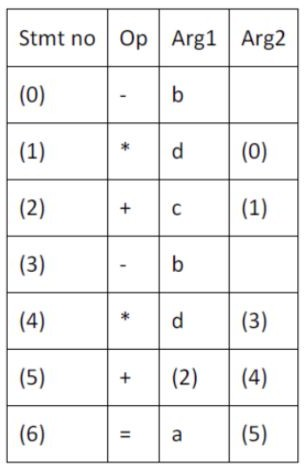 Stmt no Op Arg1 Arg2
(0) - b
(1) * d (0)
(2) + c (1)
(3) - b
(4) * d (3)
(5) + (2) (4)
(6) = a (5)